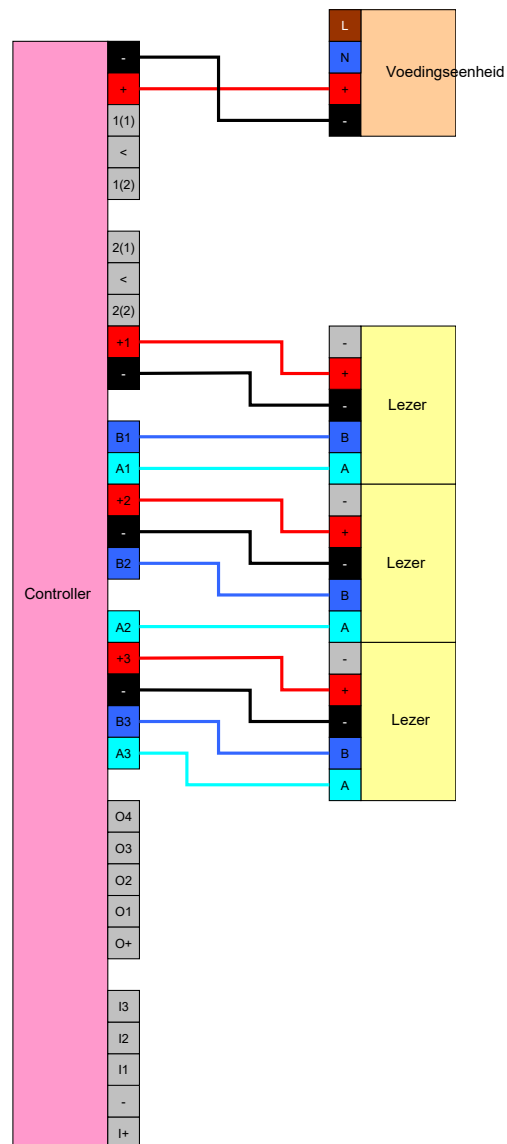 Controller
-
+
1(1)
<
1(2)
2(1)
<
2(2)
+1
-
B1
A1
+2
-
B2
A2
+3
-
B3
A3
O4
O3
O2
O1
O+
I3
I2
I1
-
I+
L
N
+
-
Voedingseenheid
-
+
-
B
A
Lezer
-
+
-
B
A
Lezer
-
+
-
B
A
Lezer